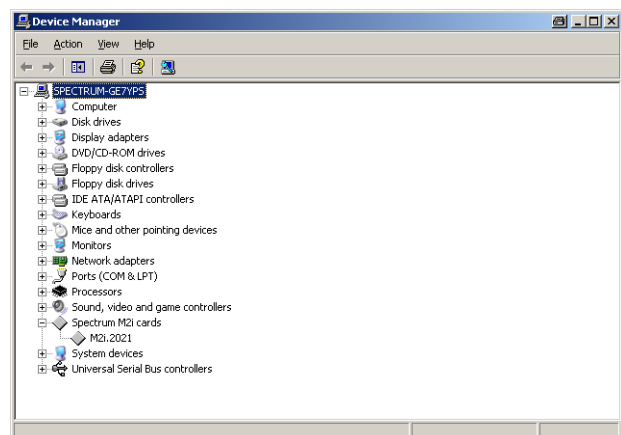 Device Manager
File Action View Help
SPECTRUM-GE7YPS
Computer
Disk drives
Display adapters
DVD/CD-ROM drives
Floppy disk controllers
Floppy disk drives
IDE ATA/ATAPI controllers
Keyboards
Mice and other pointing devices
Monitors
Network adapters
Ports (COM & LPT)
Processors
Sound, video and game controllers
Spectrum M2i cards
M2i.2021
System devices
Universal Serial Bus controllers